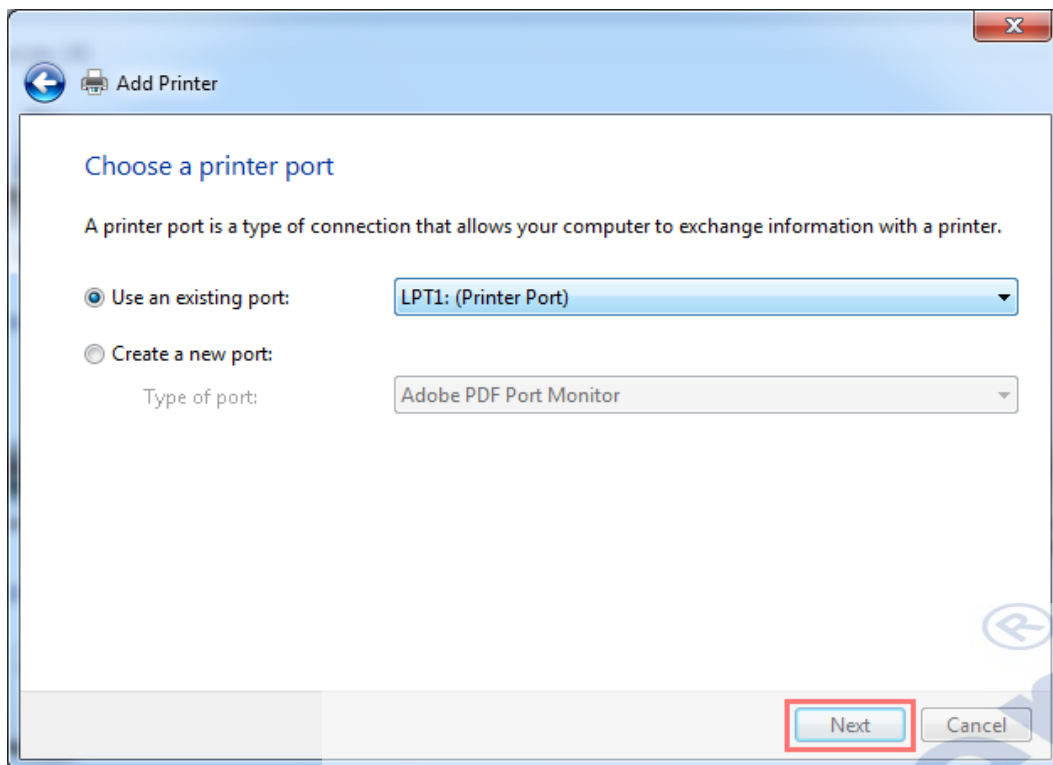 Add Printer
Choose a printer port
A printer port is a type of connection that allows your computer to exchange information with a printer.
Use an existing port: LPT1: (Printer Port)
Create a new port:
Type of port: Adobe PDF Port Monitor
®
Next Cancel